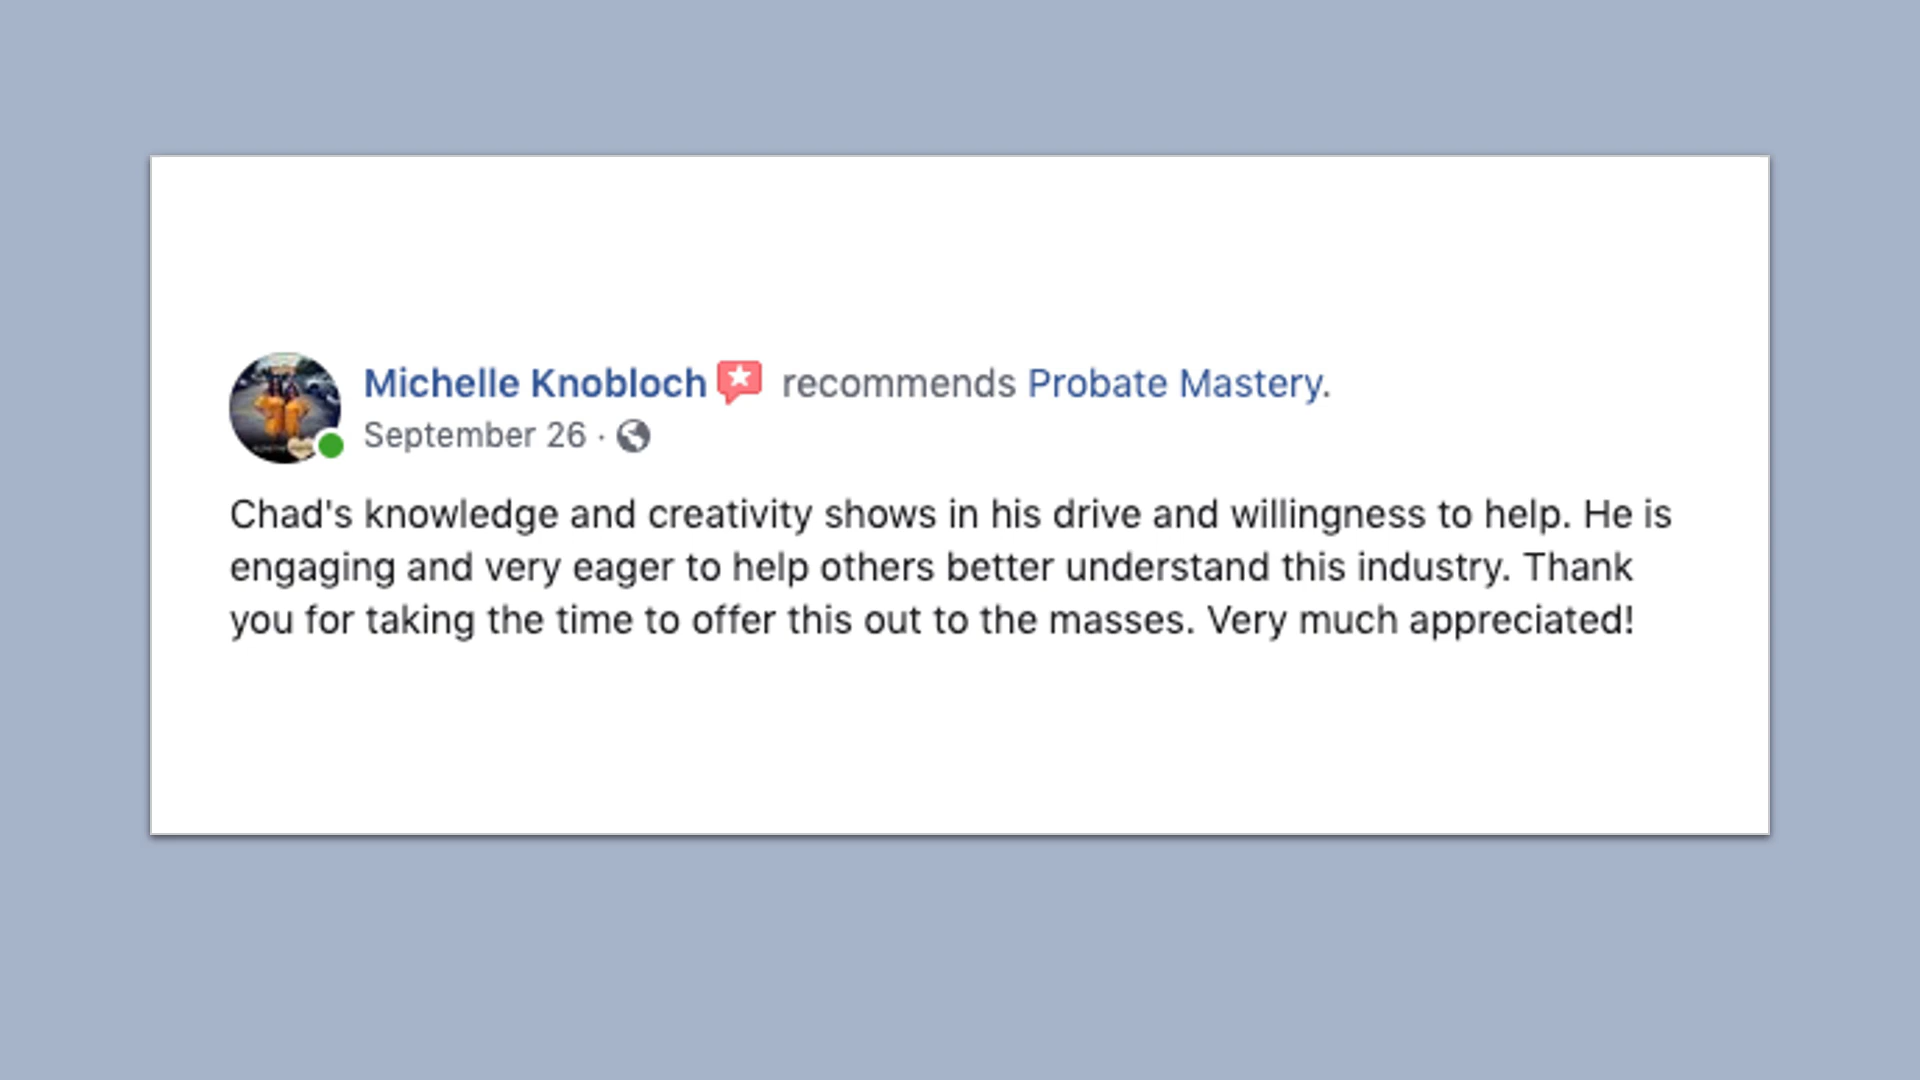 Michelle Knobloch recommends Probate Mastery.
September 26 ·
Chad's knowledge and creativity shows in his drive and willingness to help. He is
engaging and very eager to help others better understand this industry. Thank
you for taking the time to offer this out to the masses. Very much appreciated!